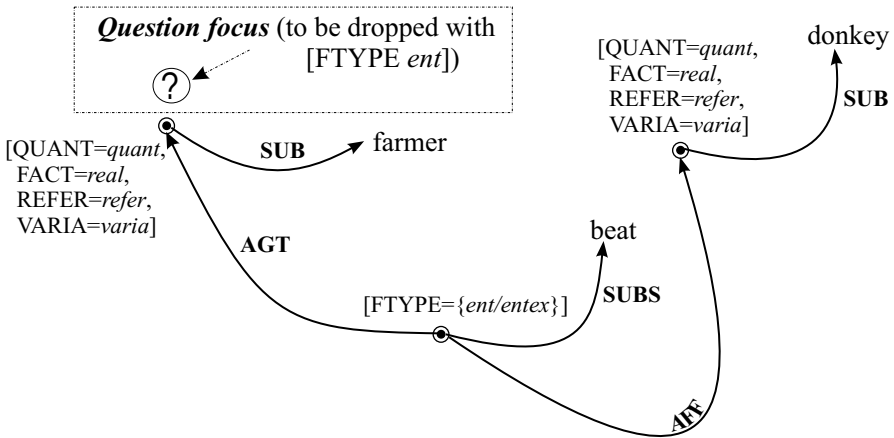 Question focus (to be dropped with
[FTYPE ent])
?
[QUANT=quant,
FACT=real,
REFER=refer,
VARIA=varia]
SUB
farmer
[QUANT=quant,
FACT=real,
REFER=refer,
VARIA=varia]
donkey
SUB
AGT
beat
[FTYPE={ent/entex}]
SUBS
AFF